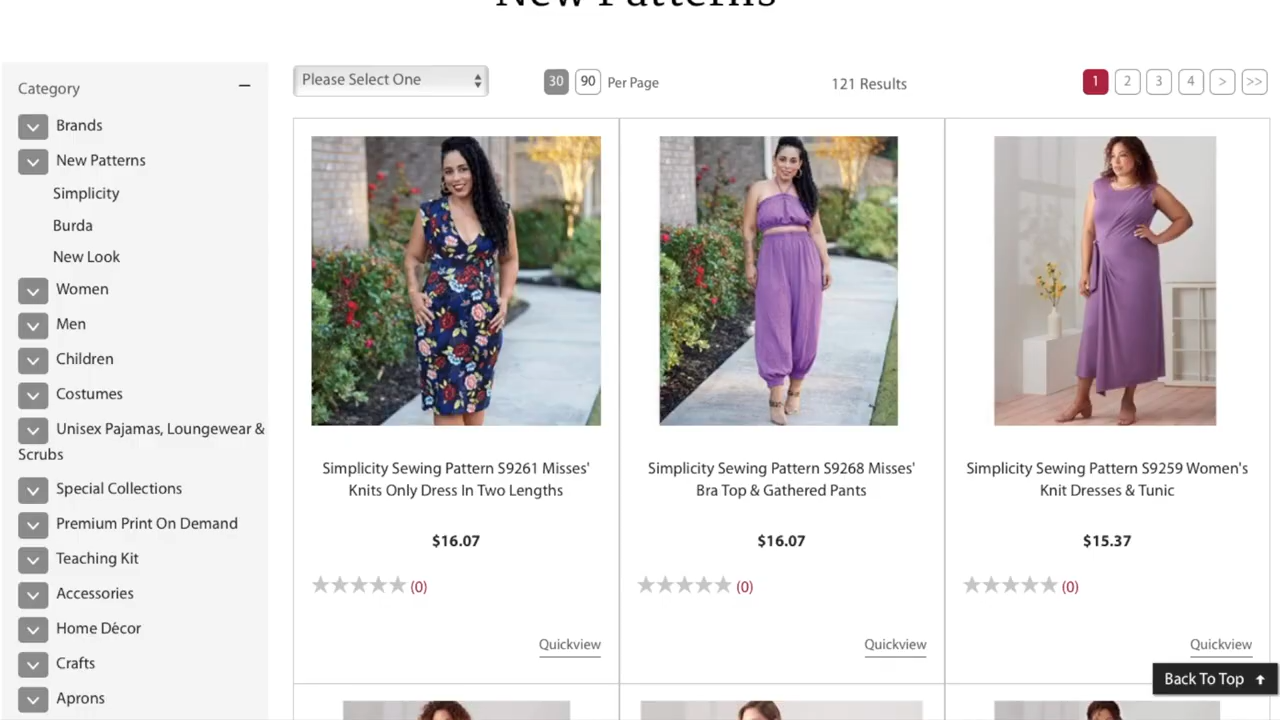 New Patterns
Category
Please Select One
30 90 Per Page
121 Results
1 2 3 4 > >>
Brands
New Patterns
Simplicity
Burda
New Look
Women
Men
Children
Costumes
Unisex Pajamas, Loungewear &
Scrubs
Special Collections
Premium Print On Demand
Teaching Kit
Accessories
Home Décor
Crafts
Aprons
Simplicity Sewing Pattern S9261 Misses'
Knits Only Dress In Two Lengths
$16.07
(0)
Quickview
Simplicity Sewing Pattern S9268 Misses'
Bra Top & Gathered Pants
$16.07
(0)
Quickview
Simplicity Sewing Pattern S9259 Women's
Knit Dresses & Tunic
$15.37
(0)
Quickview
Back To Top